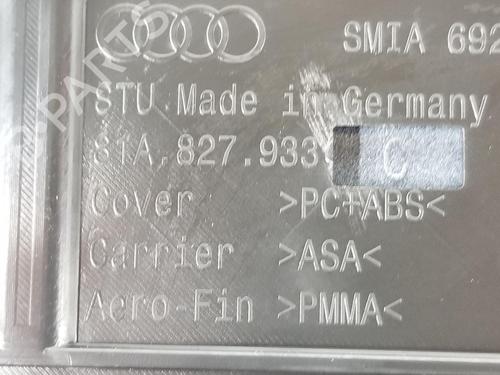 SMIA 692
STU Made in Germany
81A.827.933 C
Cover >PC+ABS<
Carrier >ASA<
Aero-Fin >PMMA<